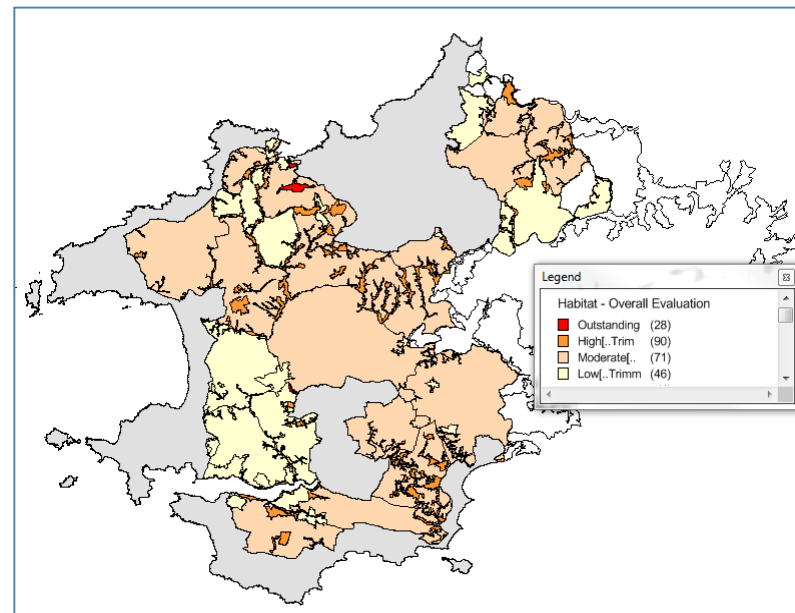 Legend
Habitat - Overall Evaluation
Outstanding (28)
High[..Trim (90)
Moderate[.. (71)
Low[..Trimm (46)